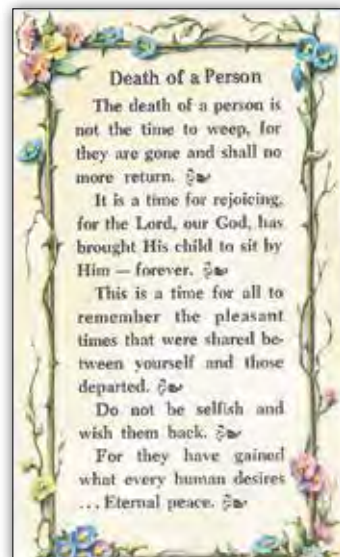 Death of a Person
The death of a person is
not the time to weep, for
they are gone and shall no
more return.
It is a time for rejoicing,
for the Lord, our God, has
brought His child to sit by
Him — forever.
This is a time for all to
remember the pleasant
times that were shared be-
tween yourself and those
departed.
Do not be selfish and
wish them back.
For they have gained
what every human desires
... Eternal peace.